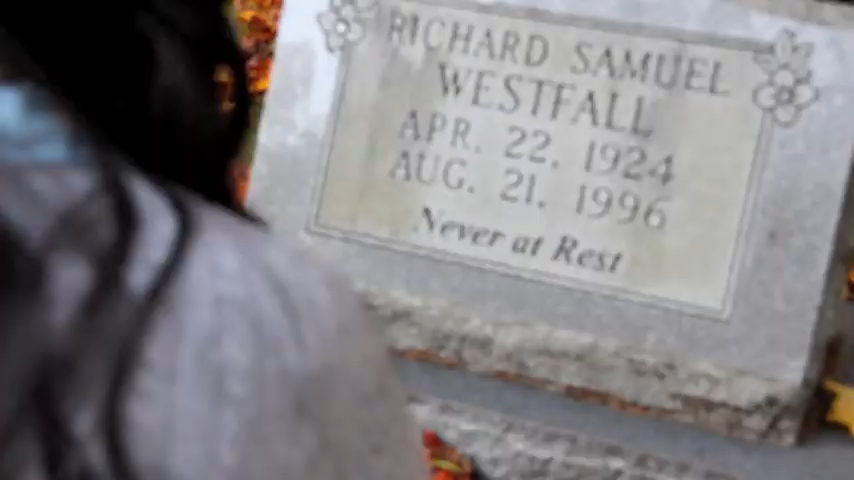 RICHARD SAMUEL
WESTFALL
APR. 22. 1924
AUG. 21. 1996
Never at Rest